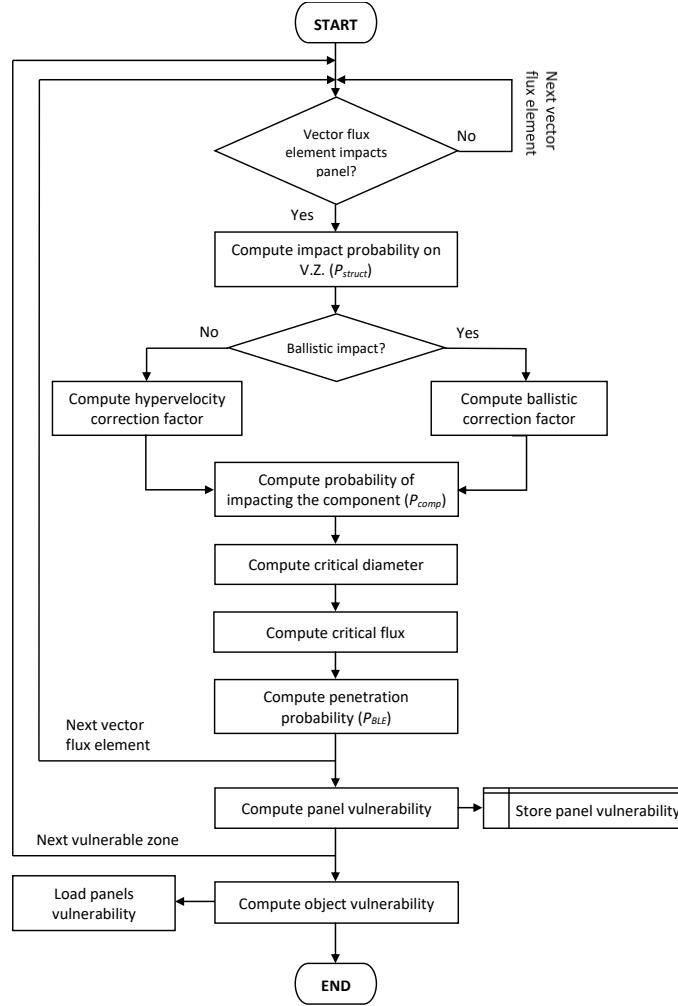 START
Next vector
flux element
Vector flux
element impacts
panel?
No
Yes
Compute impact probability on
V.Z. (Pstruct)
No
Yes
Ballistic impact?
Compute hypervelocity
correction factor
Compute ballistic
correction factor
Compute probability of
impacting the component (Pcomp)
Compute critical diameter
Compute critical flux
Compute penetration
probability (PBLE)
Next vector
flux element
Compute panel vulnerability
Store panel vulnerability
Next vulnerable zone
Load panels
vulnerability
Compute object vulnerability
END